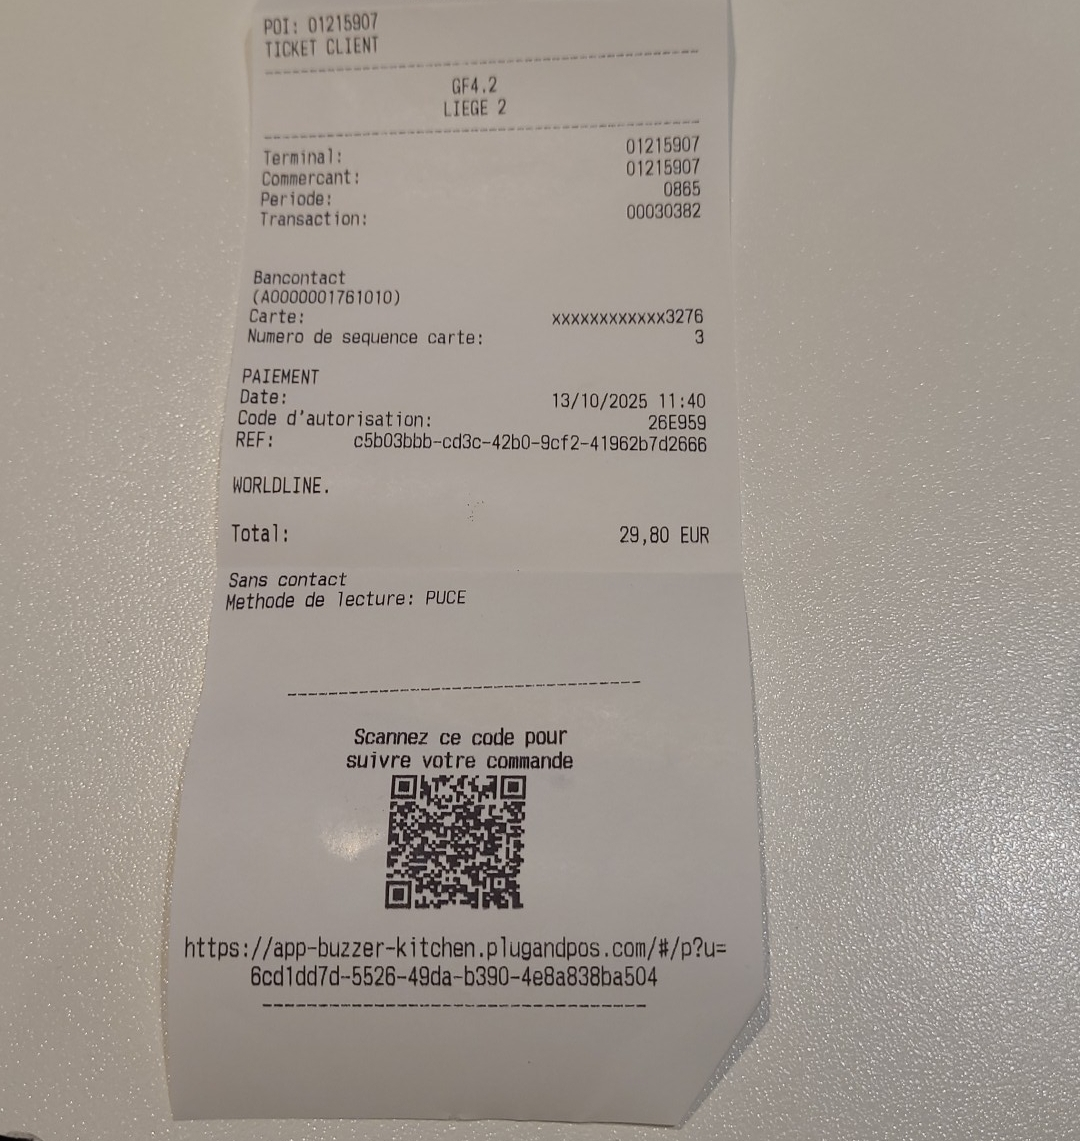 POI: 01215907
TICKET CLIENT
GF4.2
LIEGE 2
Terminal: 01215907
Commercant: 01215907
Periode: 0865
Transaction: 00030382
Bancontact
(A0000001761010)
Carte: xxxxxxxxxxxx3276
Numero de sequence carte: 3
PAIEMENT
Date: 13/10/2025 11:40
Code d'autorisation: 26E959
REF: c5b03bbb-cd3c-42b0-9cf2-41962b7d2666
WORLDLINE.
Total: 29,80 EUR
Sans contact
Methode de lecture: PUCE
Scannez ce code pour
suivre votre commande
https://app-buzzer-kitchen.plugandpos.com/#/p?u=
6cd1dd7d-5526-49da-b390-4e8a838ba504